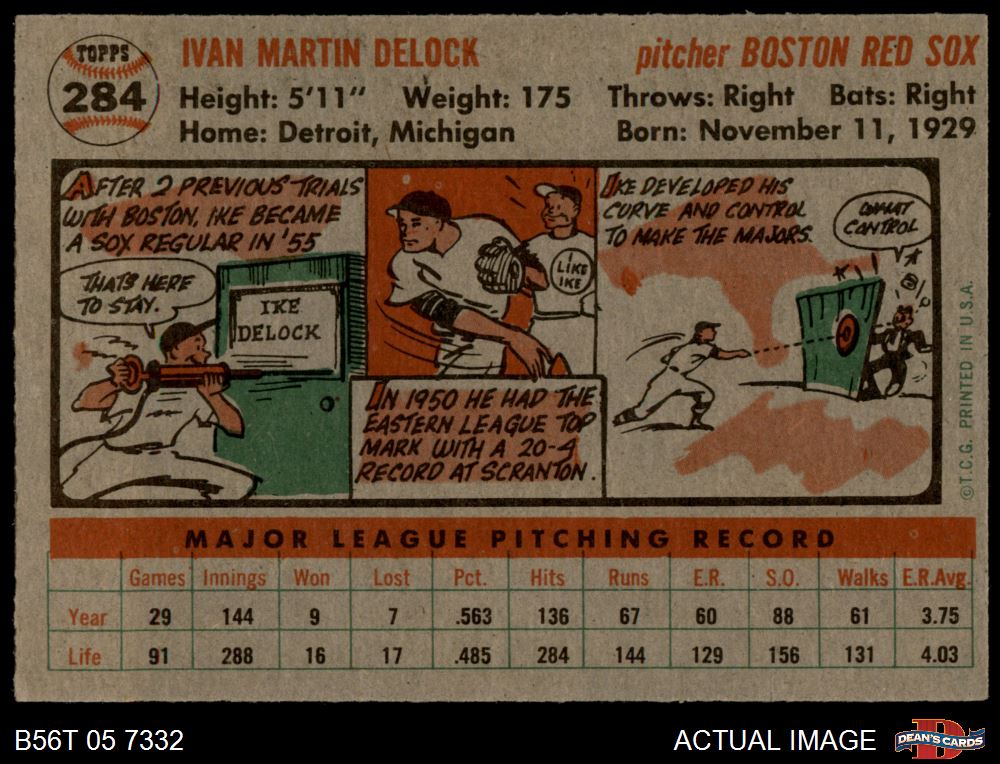 TOPPS
284
IVAN MARTIN DELOCK
pitcher BOSTON RED SOX
Height: 5'11" Weight: 175 Throws: Right Bats: Right
Home: Detroit, Michigan Born: November 11, 1929
AFTER 2 PREVIOUS TRIALS
WITH BOSTON, IKE BECAME
A SOX REGULAR IN '55
THATS HERE
TO STAY.
IKE
DELOCK
I
LIKE
IKE
IN 1950 HE HAD THE
EASTERN LEAGUE TOP
MARK WITH A 20-4
RECORD AT SCRANTON.
IKE DEVELOPED HIS
CURVE AND CONTROL
TO MAKE THE MAJORS.
WHAT
CONTROL
©T.C.G. PRINTED IN U.S.A.
MAJOR LEAGUE PITCHING RECORD
Games Innings Won Lost Pct. Hits Runs E.R. S.O. Walks E.R.Avg.
Year 29 144 9 7 .563 136 67 60 88 61 3.75
Life 91 288 16 17 .485 284 144 129 156 131 4.03
B56T 05 7332
ACTUAL IMAGE
DEAN'S CARDS